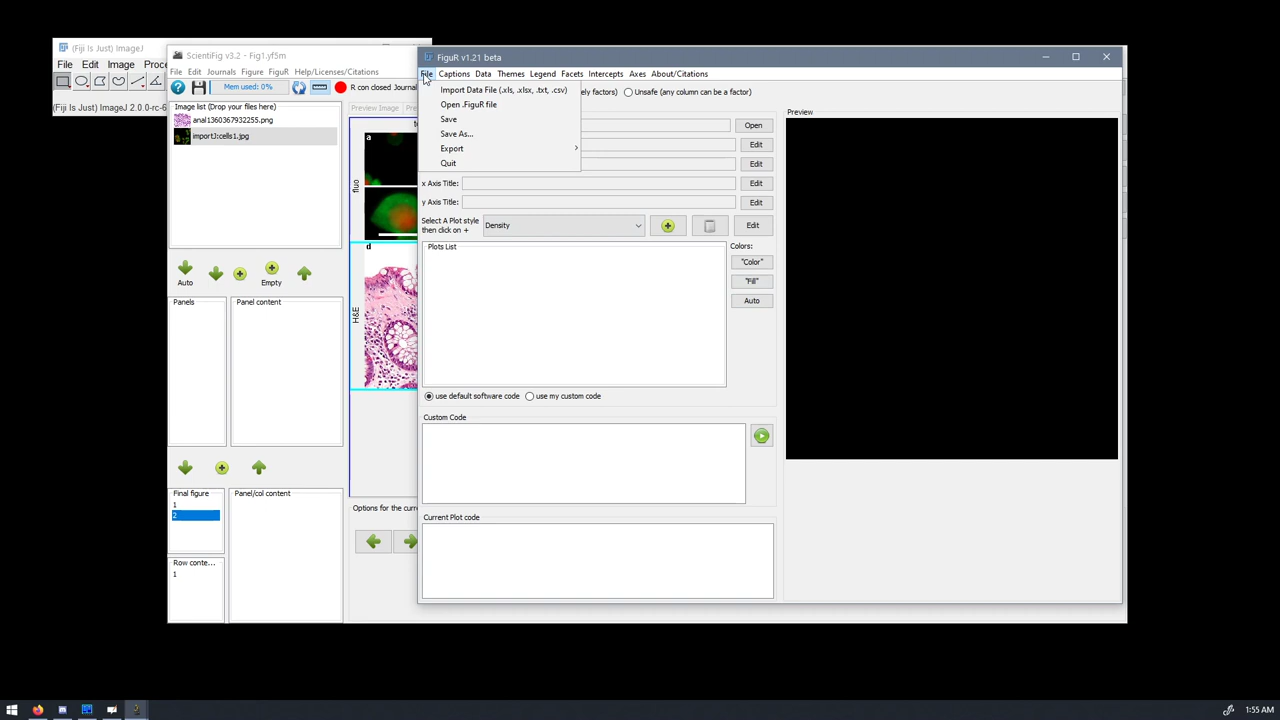 (Fiji Is Just) ImageJ
File Edit Image Proce
ImageJ 2.0.0-rc-6
ScientiFig v3.2 - Fig1.yf5m
File Edit Journals Figure FiguR Help/Licenses/Citations
Mem used: 0%
R con closed Journal
Image list (Drop your files here)
anal1360367932255.png
importJ:cells1.jpg
Auto
Empty
Panels
Panel content
Final figure
1
2
Panel/col content
Row conte...
1
Preview Image
a
fluo
d
H&E
Options for the curre
FiguR v1.21 beta
File Captions Data Themes Legend Facets Intercepts Axes About/Citations
Import Data File (.xls, .xlsx, .txt, .csv)
Open .FiguR file
Save
Save As...
Export
Quit
ely factors) Unsafe (any column can be a factor)
Open
Edit
Edit
x Axis Title:
Edit
y Axis Title:
Edit
Select A Plot style
then click on +
Density
Edit
Plots List
Colors:
"Color"
"Fill"
Auto
use default software code
use my custom code
Custom Code
Current Plot code
Preview
1:55 AM